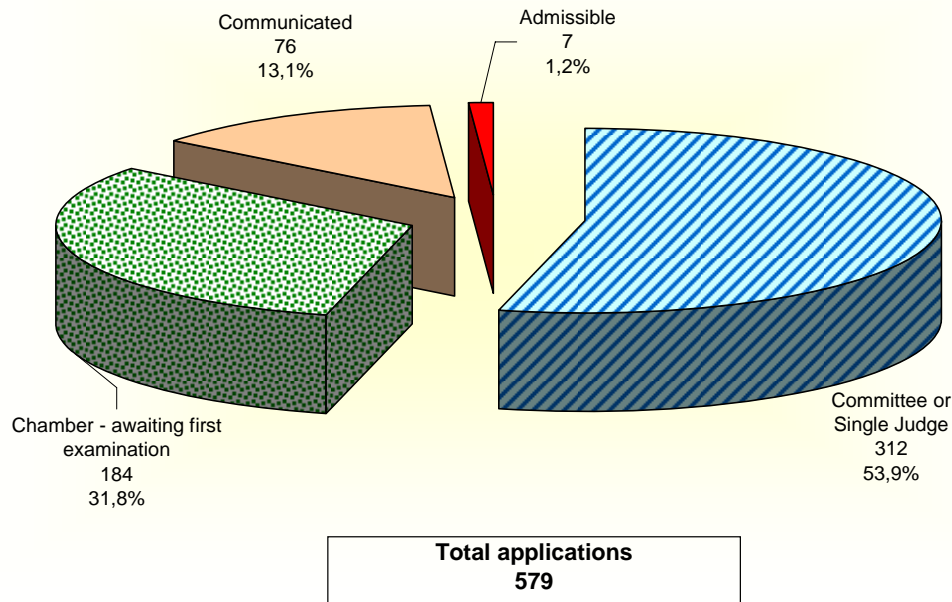 Communicated
76
13,1%
Admissible
7
1,2%
Chamber - awaiting first
examination
184
31,8%
Committee or
Single Judge
312
53,9%
Total applications
579